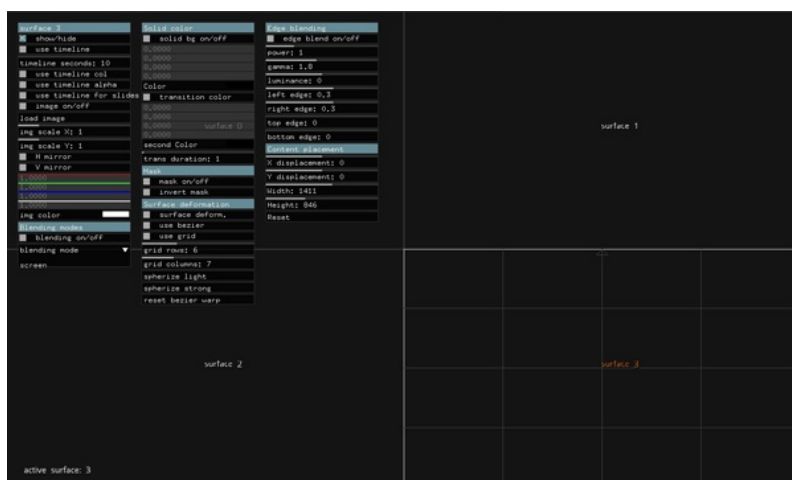 surface 3
show/hide
use timeline
timeline seconds: 10
use timeline col
use timeline alpha
use timeline for slides
image on/off
load image
img scale X: 1
img scale Y: 1
H mirror
V mirror
1.0000
1.0000
1.0000
1.0000
img color
Blending modes
blending on/off
blending mode
screen
Solid color
solid bg on/off
0.0000
0.0000
0.0000
0.0000
Color
transition color
0.0000
0.0000
0.0000
0.0000
second Color
trans duration: 1
Mask
mask on/off
invert mask
Surface deformation
surface deform.
use bezier
use grid
grid rows: 6
grid columns: 7
spherize light
spherize strong
reset bezier warp
Edge blending
edge blend on/off
power: 1
gamma: 1.8
luminance: 0
left edge: 0.3
right edge: 0.3
top edge: 0
bottom edge: 0
Content placement
X displacement: 0
Y displacement: 0
Width: 1411
Height: 846
Reset
surface 0
surface 1
surface 2
surface 3
active surface: 3